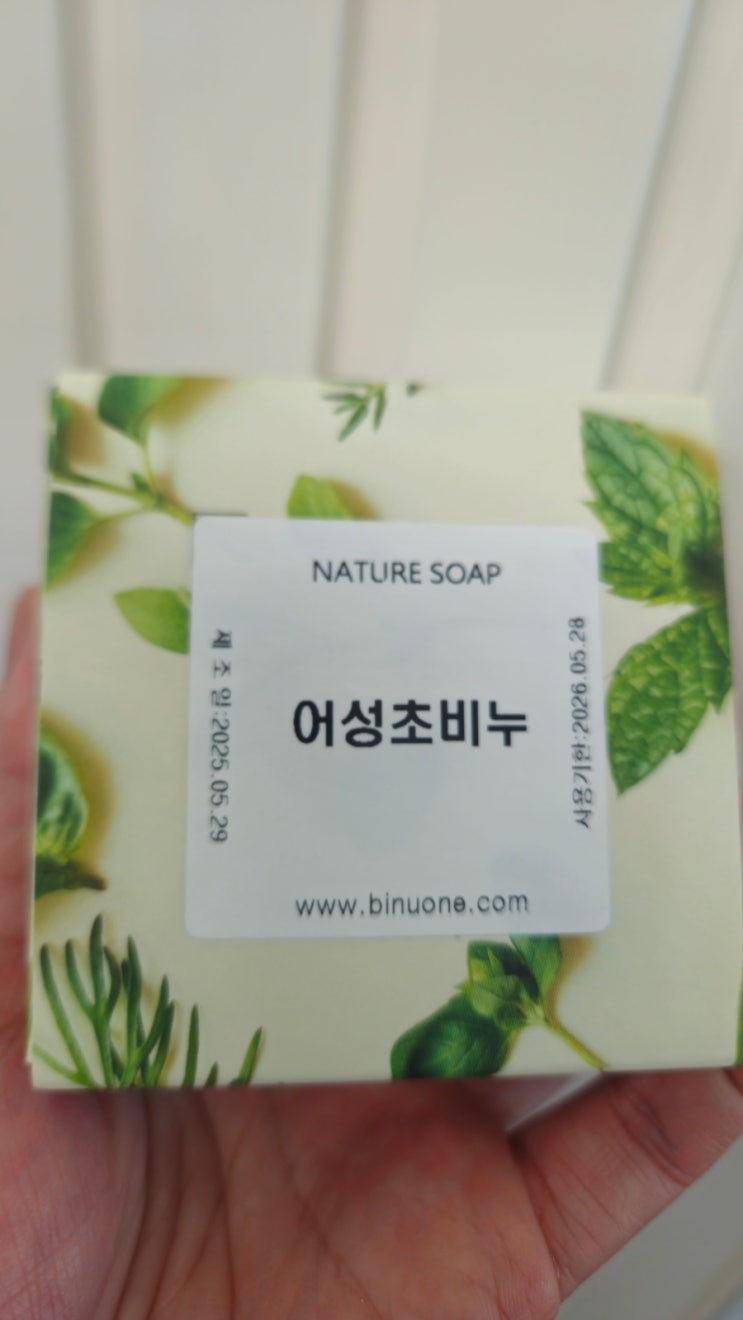 NATURE SOAP
제 조 일:2025.05.29
어성초비누
사용기한:2026.05.28
www.binuone.com